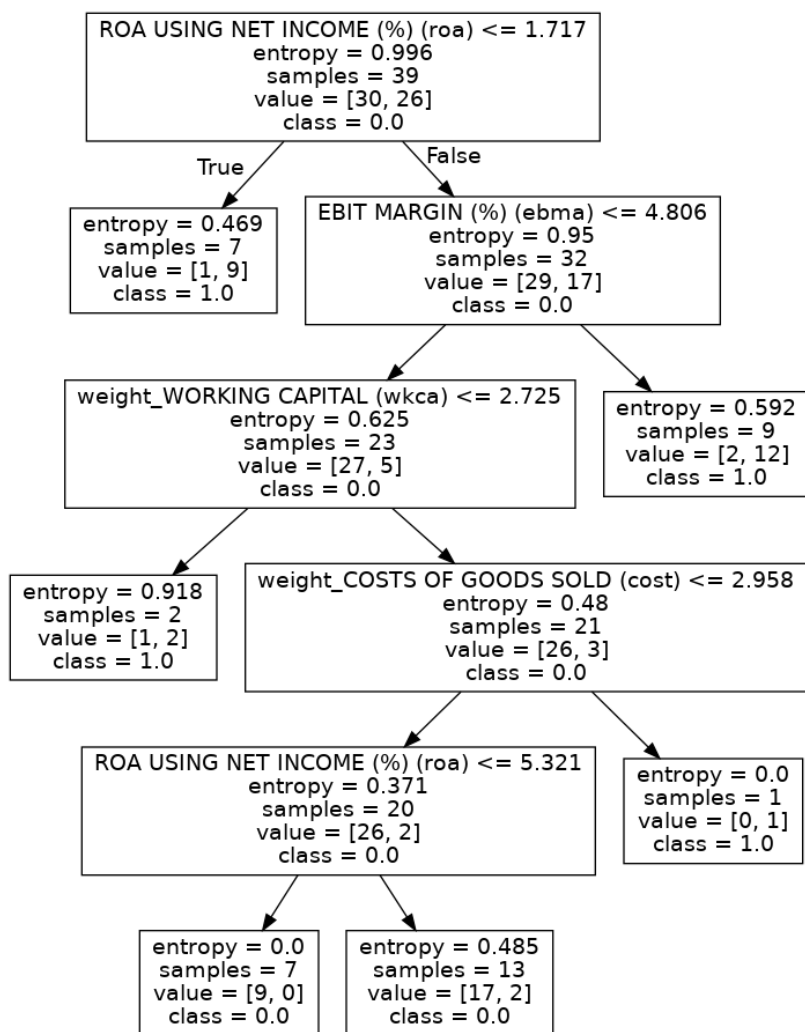 ROA USING NET INCOME (%) (roa) <= 1.717
entropy = 0.996
samples = 39
value = [30, 26]
class = 0.0
True
False
entropy = 0.469
samples = 7
value = [1, 9]
class = 1.0
EBIT MARGIN (%) (ebma) <= 4.806
entropy = 0.95
samples = 32
value = [29, 17]
class = 0.0
weight_WORKING CAPITAL (wkca) <= 2.725
entropy = 0.625
samples = 23
value = [27, 5]
class = 0.0
entropy = 0.592
samples = 9
value = [2, 12]
class = 1.0
entropy = 0.918
samples = 2
value = [1, 2]
class = 1.0
weight_COSTS OF GOODS SOLD (cost) <= 2.958
entropy = 0.48
samples = 21
value = [26, 3]
class = 0.0
ROA USING NET INCOME (%) (roa) <= 5.321
entropy = 0.371
samples = 20
value = [26, 2]
class = 0.0
entropy = 0.0
samples = 1
value = [0, 1]
class = 1.0
entropy = 0.0
samples = 7
value = [9, 0]
class = 0.0
entropy = 0.485
samples = 13
value = [17, 2]
class = 0.0